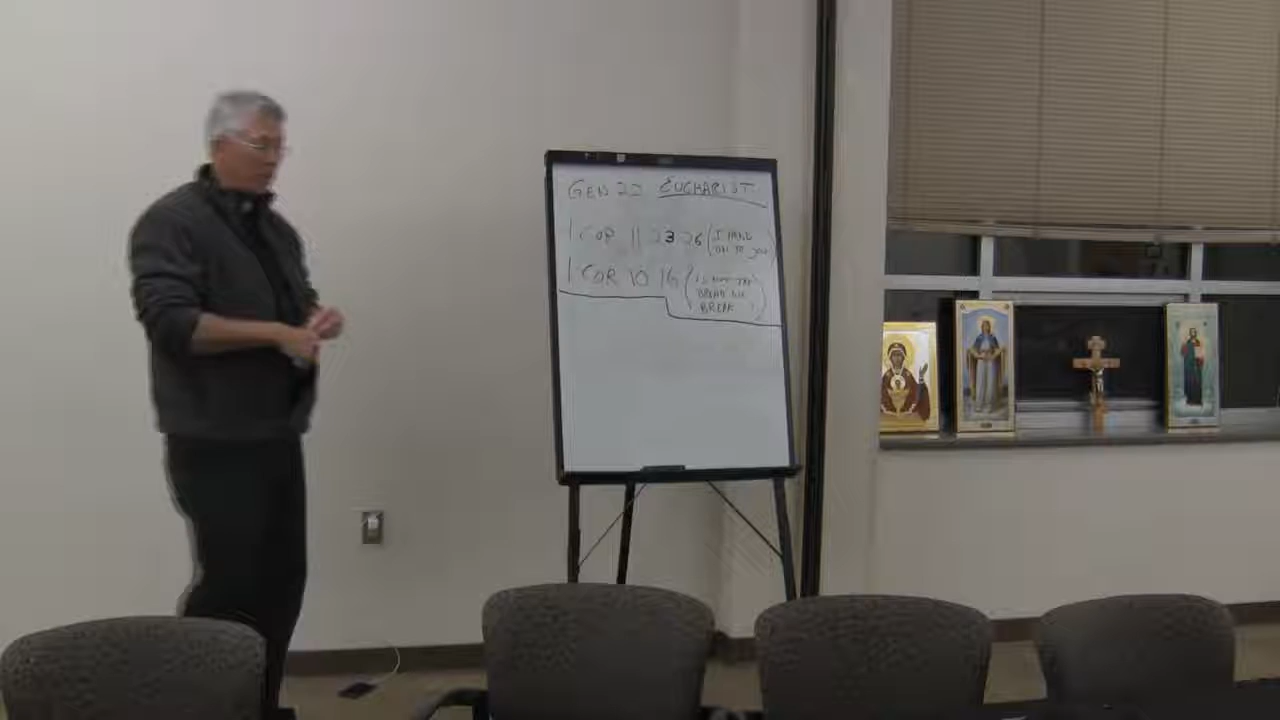 GEN 22 EUCHARIST
1 COR 11 23-26 (I HAND
ON TO YOU)
1 COR 10 16 (IS NOT THE
BREAD WE
BREAK)